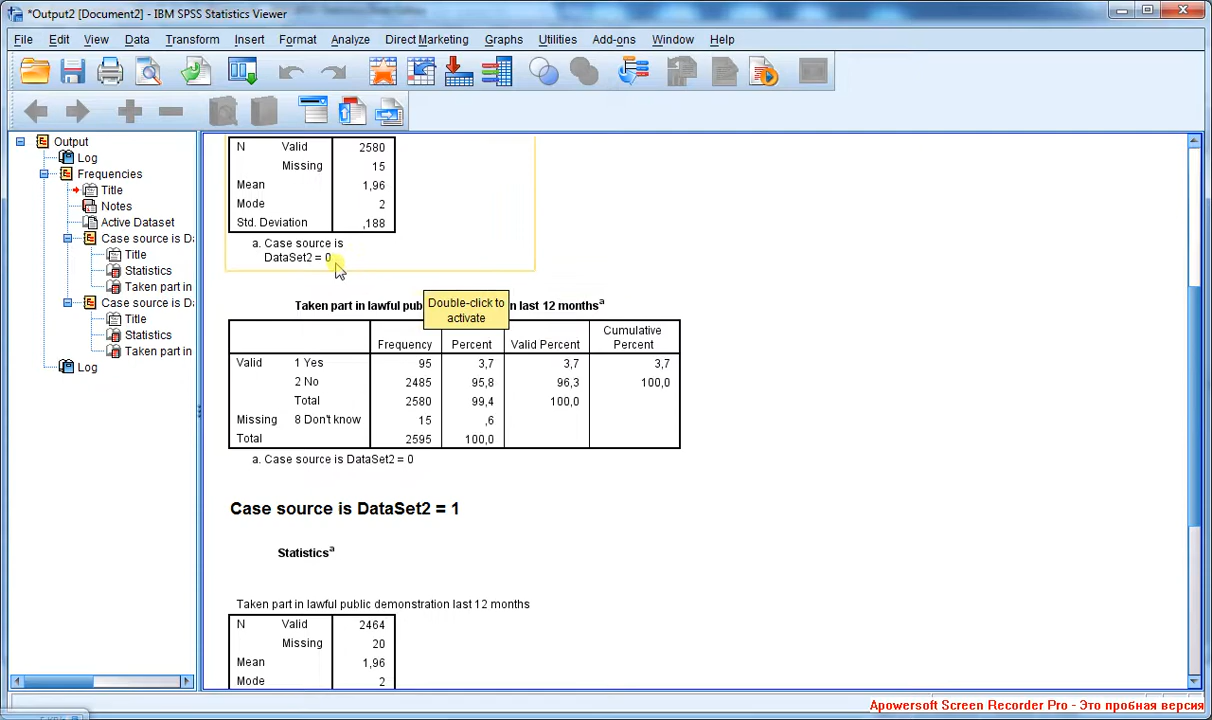 *Output2 [Document2] - IBM SPSS Statistics Viewer
File Edit View Data Transform Insert Format Analyze Direct Marketing Graphs Utilities Add-ons Window Help
Output
Log
Frequencies
Title
Notes
Active Dataset
Case source is D
Title
Statistics
Taken part in
Case source is D
Title
Statistics
Taken part in
Log
N Valid 2580
Missing 15
Mean 1,96
Mode 2
Std. Deviation ,188
a. Case source is
DataSet2 = 0
Double-click to
activate
Taken part in lawful pub n last 12 monthsa
Cumulative
Frequency Percent Valid Percent Percent
Valid 1 Yes 95 3,7 3,7 3,7
2 No 2485 95,8 96,3 100,0
Total 2580 99,4 100,0
Missing 8 Don't know 15 ,6
Total 2595 100,0
a. Case source is DataSet2 = 0
Case source is DataSet2 = 1
Statisticsa
Taken part in lawful public demonstration last 12 months
N Valid 2464
Missing 20
Mean 1,96
Mode 2
Apowersoft Screen Recorder Pro - Это пробная версия